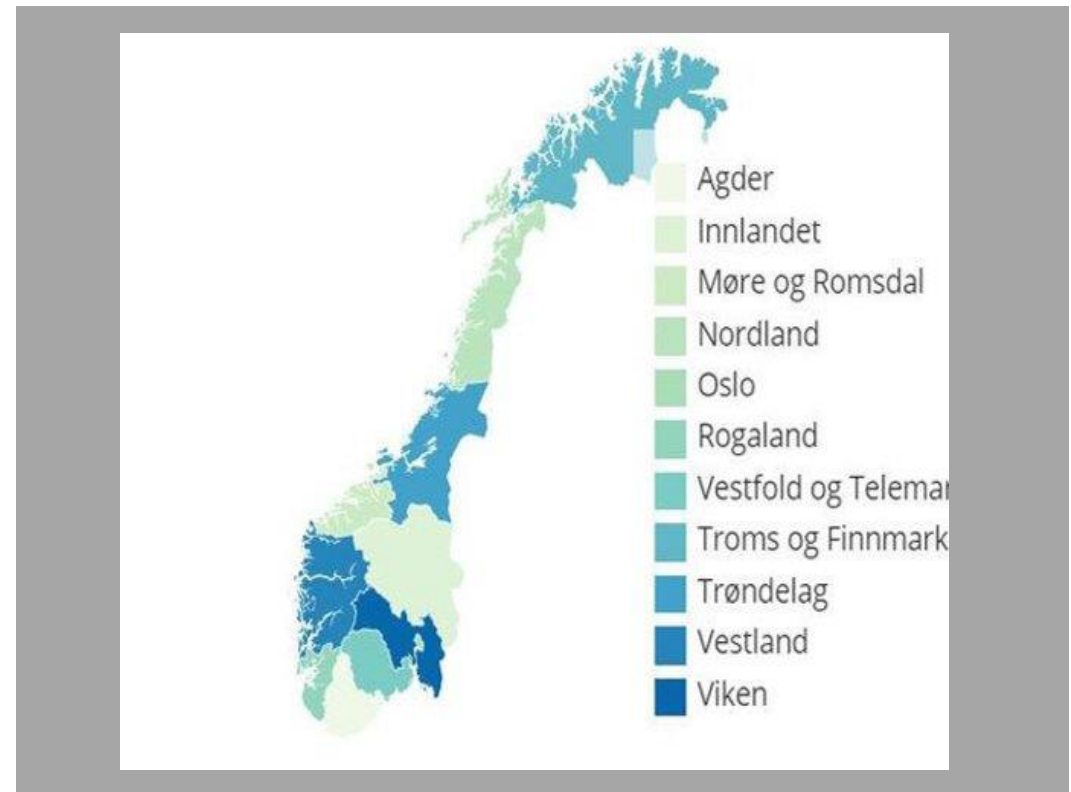 Agder
Innlandet
Møre og Romsdal
Nordland
Oslo
Rogaland
Vestfold og Telemar
Troms og Finnmark
Trøndelag
Vestland
Viken